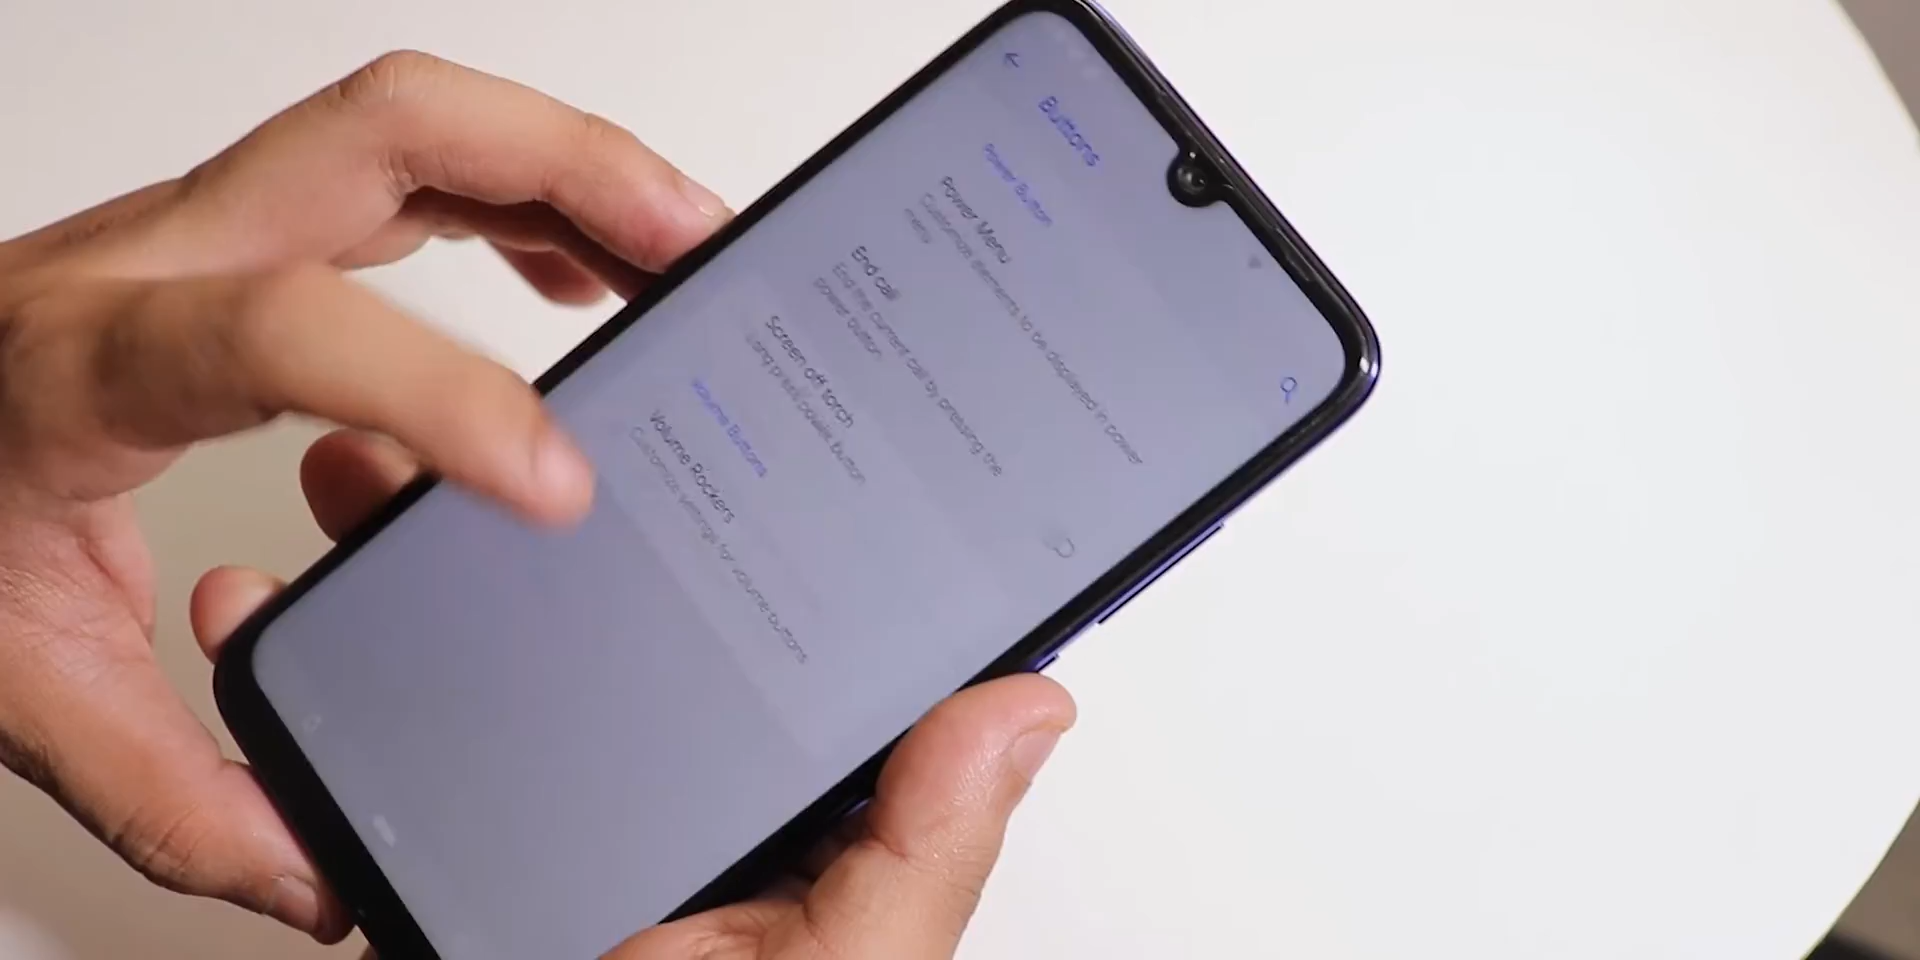 Buttons
Power Button
Power Menu
Customize elements to be displayed in power
menu
End call
End the current call by pressing the
power button
Screen off torch
Long press power button
Volume Buttons
Volume Rockers
Customize settings for volume buttons